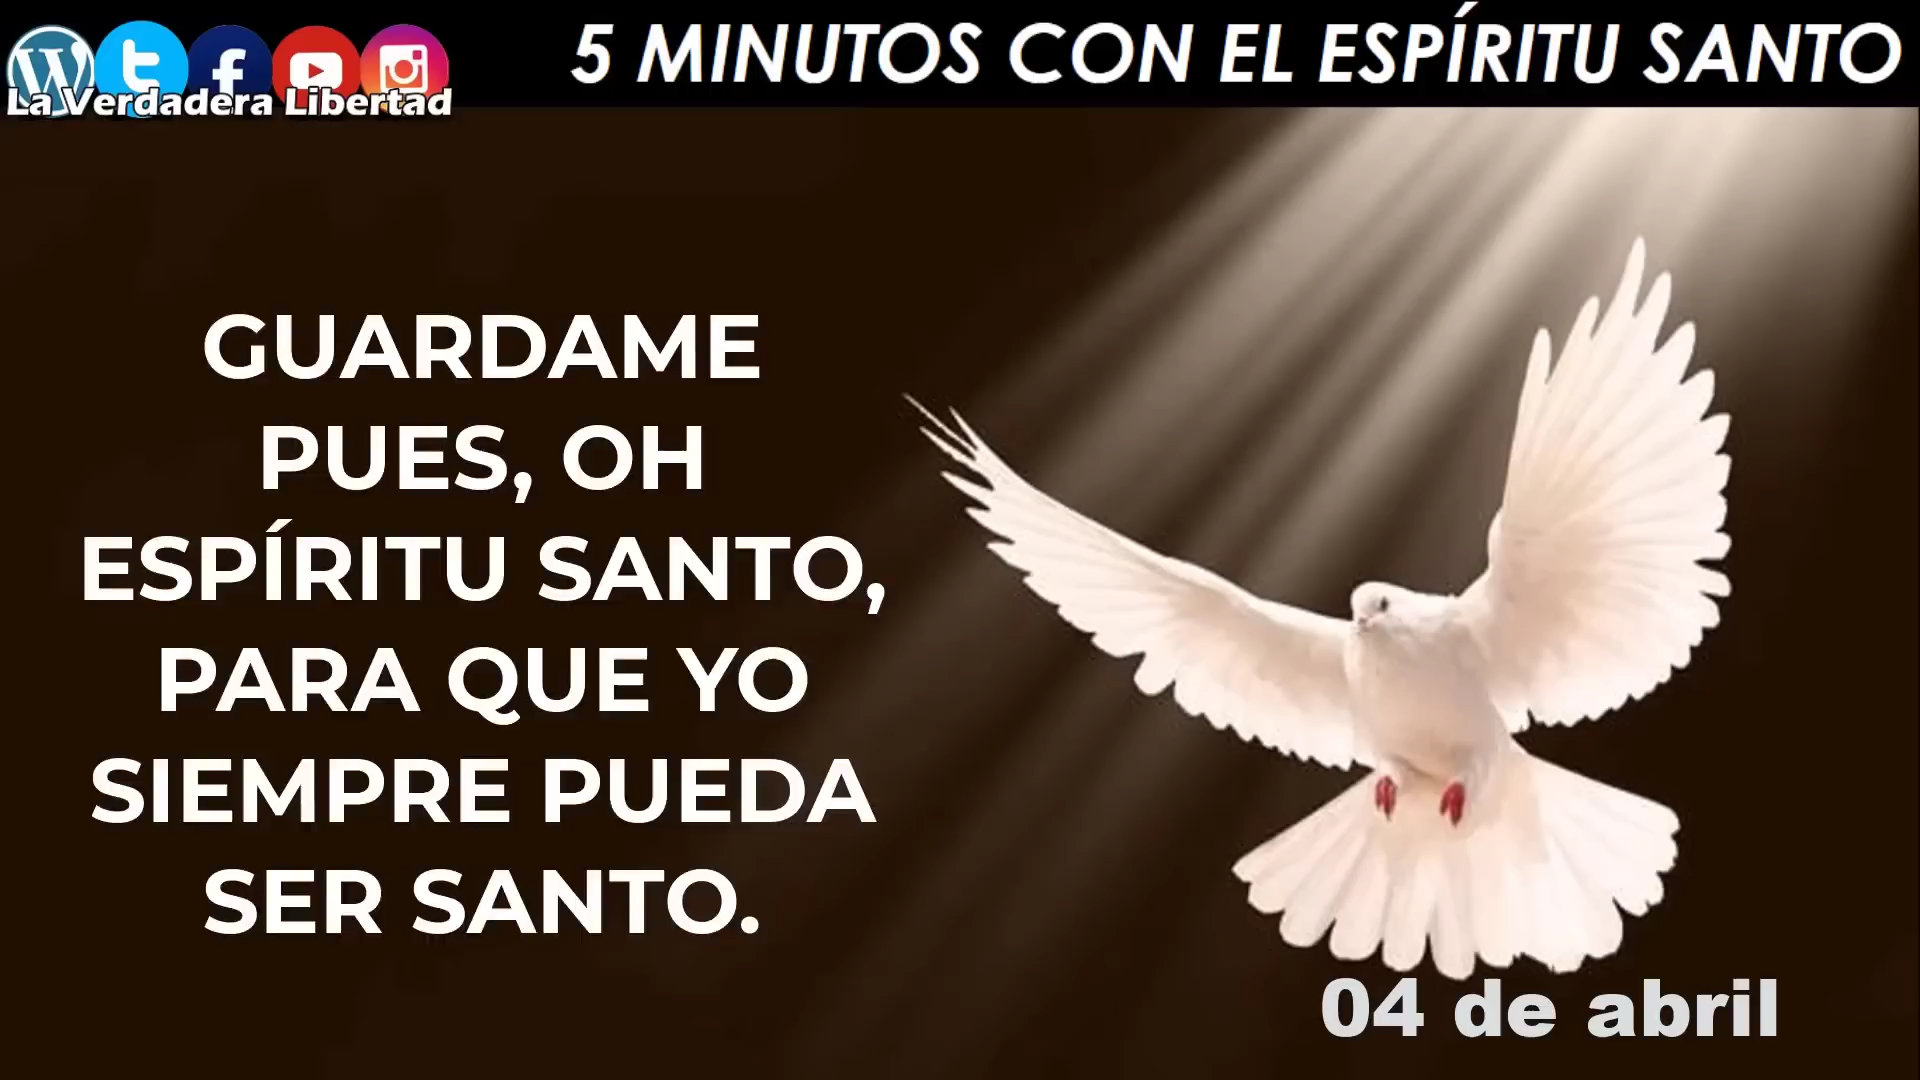 5 MINUTOS CON EL ESPÍRITU SANTO
La Verdadera Libertad
GUARDAME
PUES, OH
ESPÍRITU SANTO,
PARA QUE YO
SIEMPRE PUEDA
SER SANTO.
04 de abril